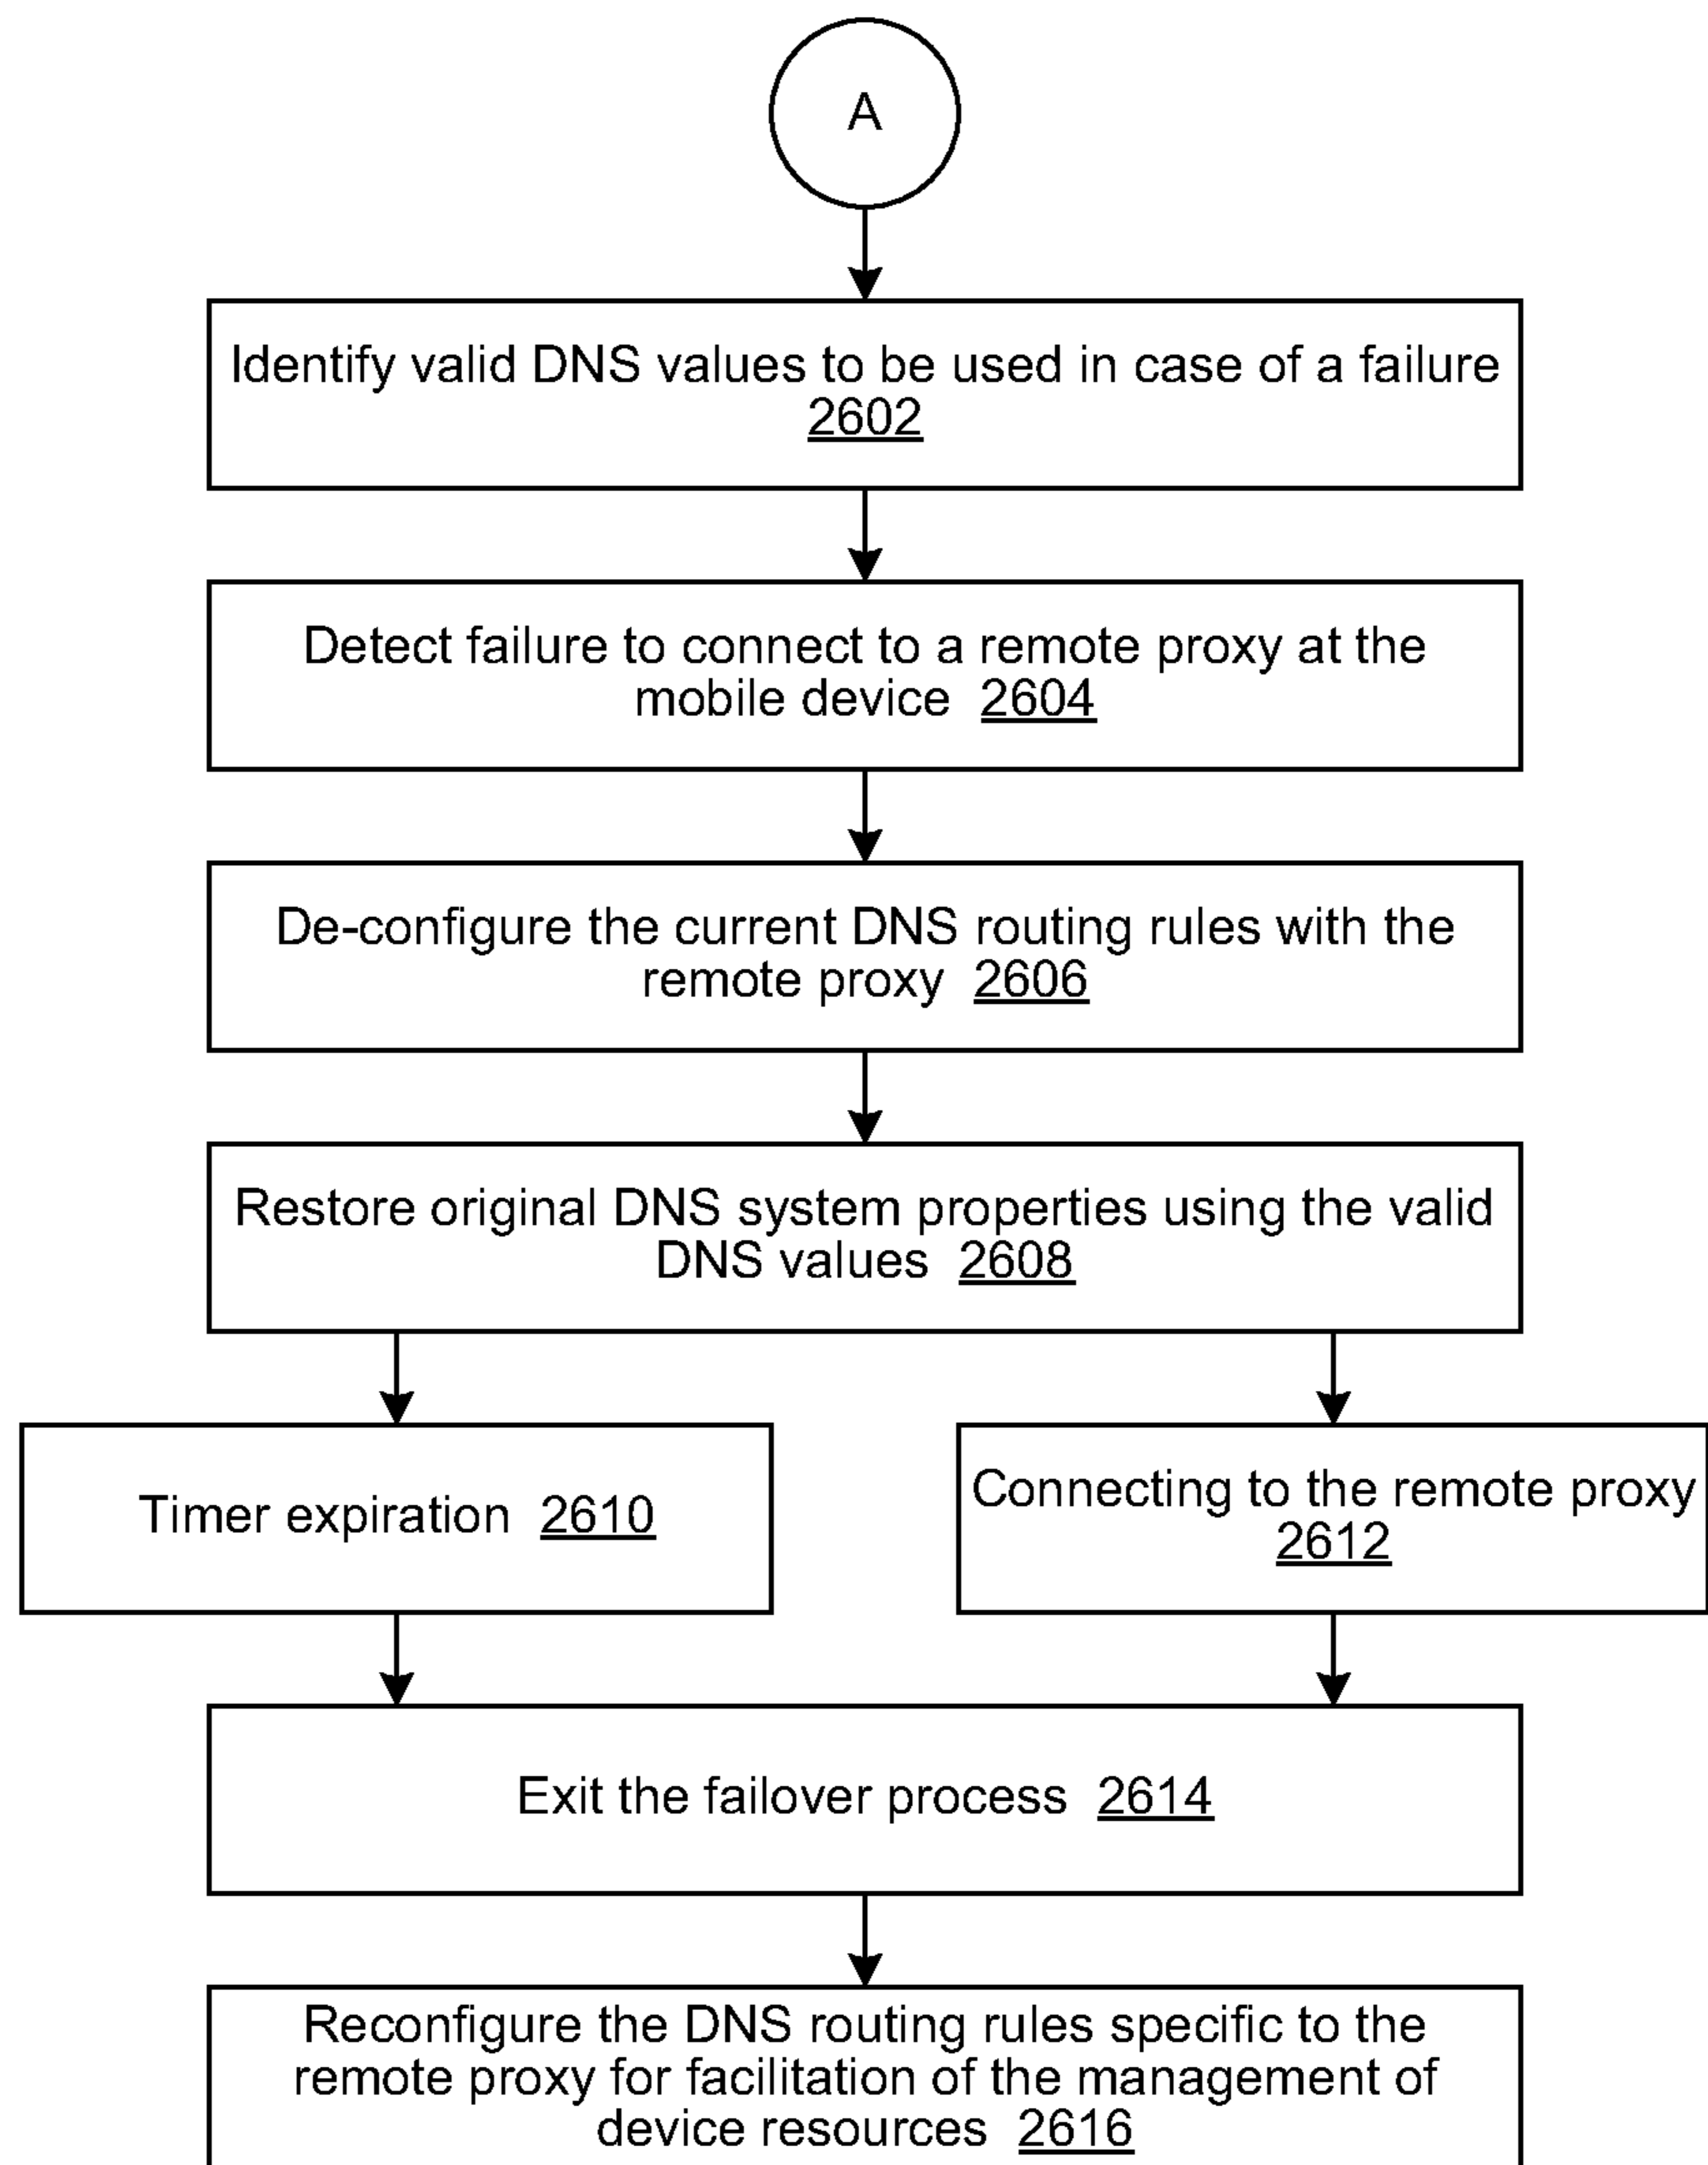 A
Identify valid DNS values to be used in case of a failure
2602
Detect failure to connect to a remote proxy at the
mobile device 2604
De-configure the current DNS routing rules with the
remote proxy 2606
Restore original DNS system properties using the valid
DNS values 2608
Timer expiration 2610
Connecting to the remote proxy
2612
Exit the failover process 2614
Reconfigure the DNS routing rules specific to the
remote proxy for facilitation of the management of
device resources 2616